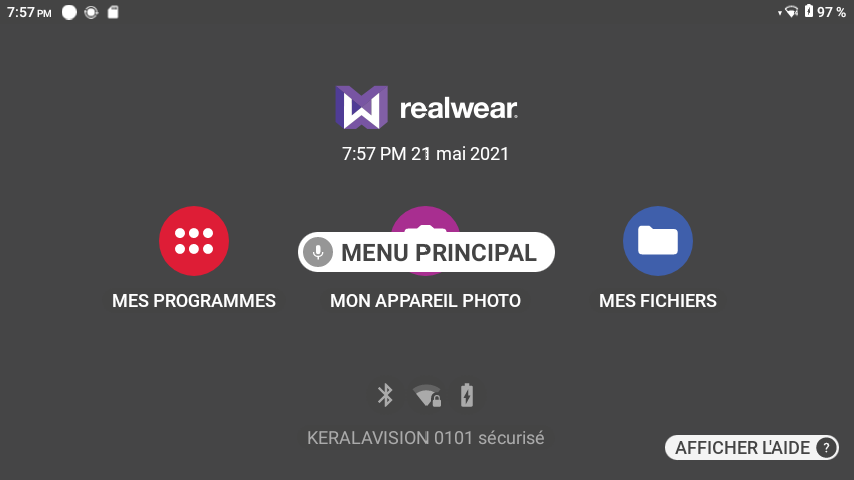 7:57 PM
97 %
realwear
7:57 PM 21 mai 2021
MENU PRINCIPAL
MES PROGRAMMES
MON APPAREIL PHOTO
MES FICHIERS
KERALAVISION 0101 sécurisé
AFFICHER L'AIDE ?